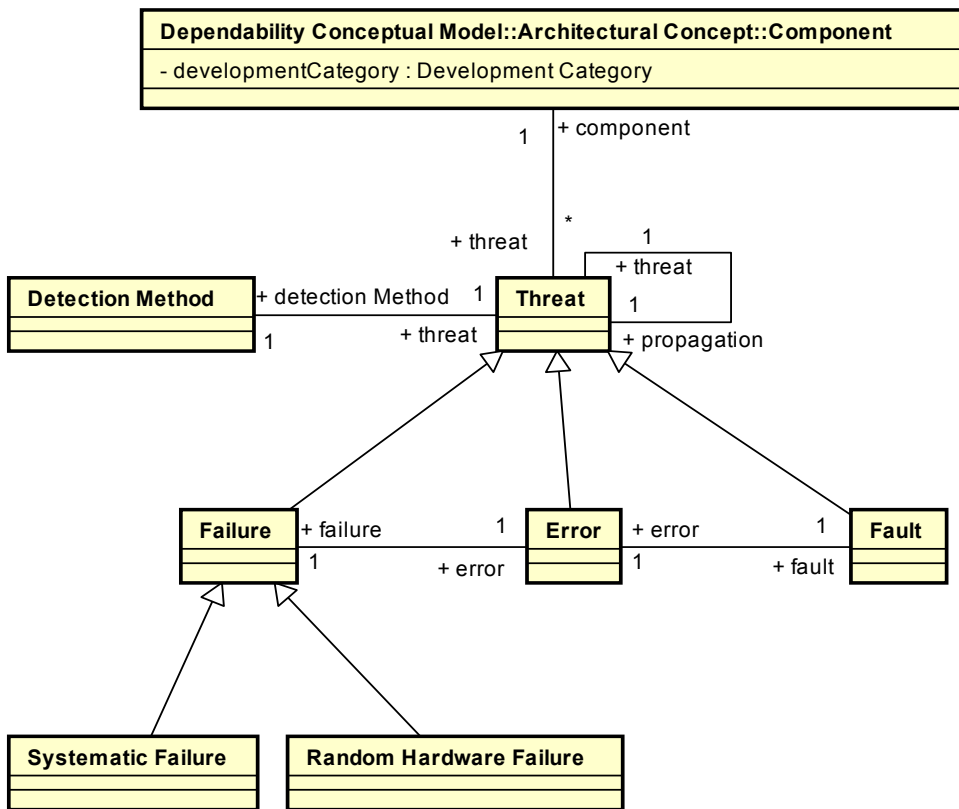 Dependability Conceptual Model::Architectural Concept::Component
- developmentCategory : Development Category
+ component
1
*
+ threat
1
+ threat
Detection Method
+ detection Method
1
Threat
1
1
+ threat
+ propagation
Failure
+ failure
1
Error
+ error
1
Fault
1
+ error
1
+ fault
Systematic Failure
Random Hardware Failure